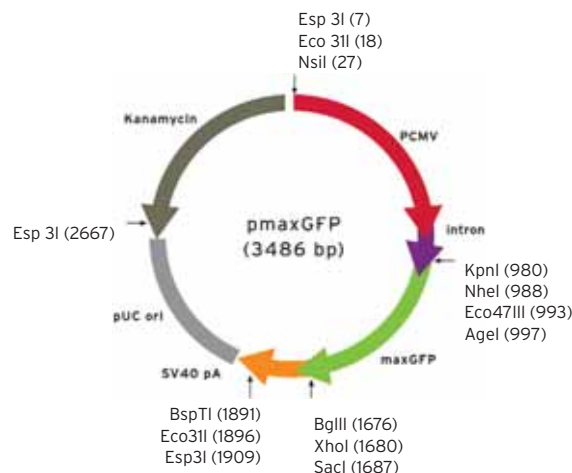 Esp 3I (7)
Eco 31I (18)
NsiI (27)
Kanamycin
PCMV
Esp 3I (2667)
pmaxGFP
(3486 bp)
intron
KpnI (980)
NheI (988)
Eco47III (993)
AgeI (997)
pUC ori
maxGFP
SV40 pA
BspTI (1891)
Eco31I (1896)
Esp3I (1909)
BglII (1676)
XhoI (1680)
SacI (1687)